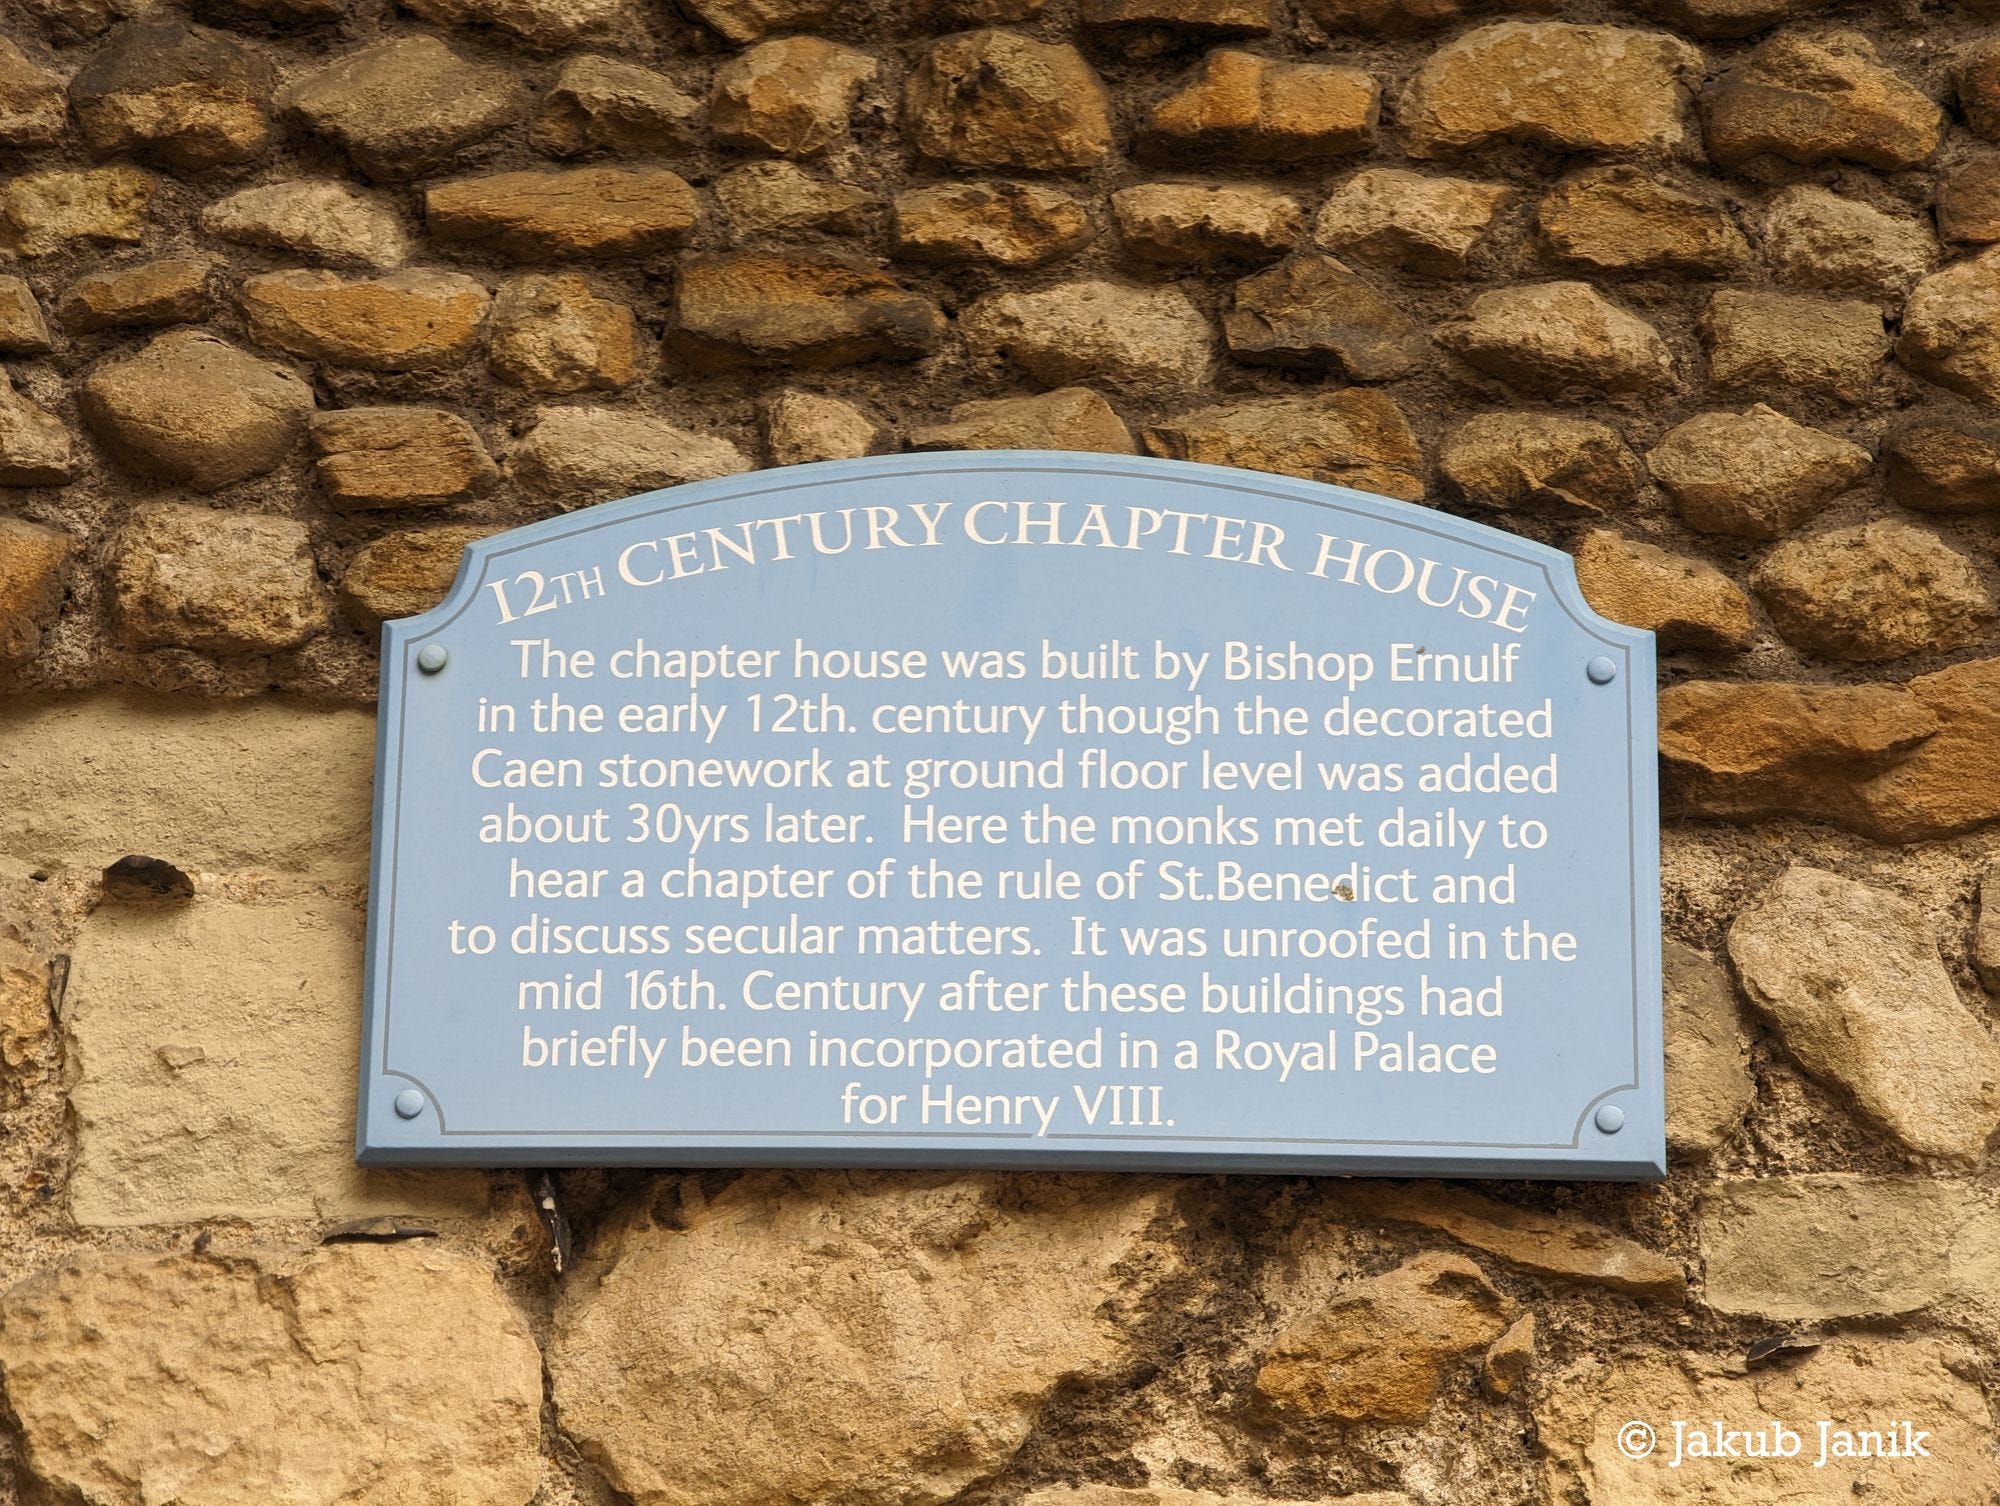 12TH CENTURY CHAPTER HOUSE
The chapter house was built by Bishop Ernulf
in the early 12th. century though the decorated
Caen stonework at ground floor level was added
about 30yrs later. Here the monks met daily to
hear a chapter of the rule of St.Benedict and
to discuss secular matters. It was unroofed in the
mid 16th. Century after these buildings had
briefly been incorporated in a Royal Palace
for Henry VIII.
© Jakub Janik